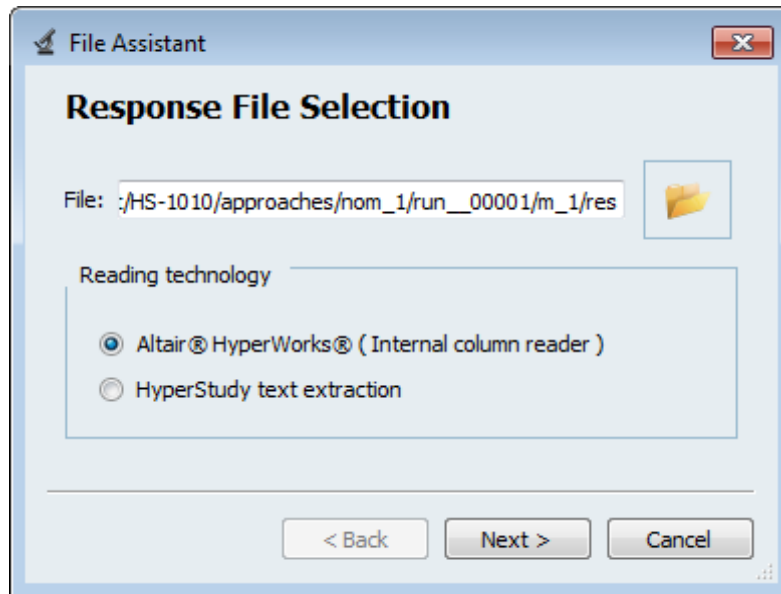 File Assistant
Response File Selection
File: :/HS-1010/approaches/nom_1/run__00001/m_1/res
Reading technology
Altair® HyperWorks® ( Internal column reader )
HyperStudy text extraction
< Back Next > Cancel